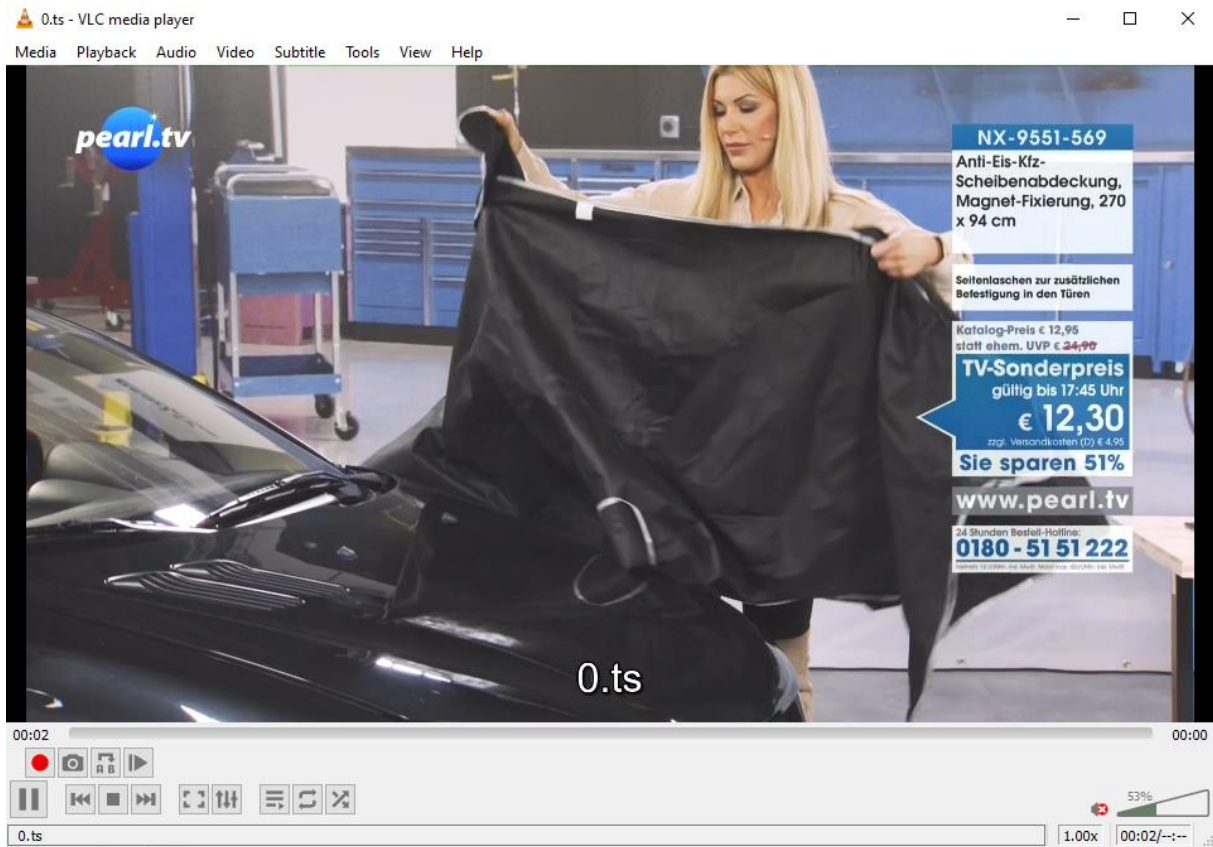 0.ts - VLC media player
Media Playback Audio Video Subtitle Tools View Help
pearl.tv
NX-9551-569
Anti-Eis-Kfz-
Scheibenabdeckung,
Magnet-Fixierung, 270
x 94 cm
Seitenlaschen zur zusätzlichen
Befestigung in den Türen
Katalog-Preis € 12,95
statt ehem. UVP € 24,90
TV-Sonderpreis
gültig bis 17:45 Uhr
€ 12,30
zzgl. Versandkosten (D) € 4,95
Sie sparen 51%
www.pearl.tv
24 Stunden Bestell-Hotline:
0180 - 51 51 222
0.ts
00:02 00:00
A B
53%
0.ts 1.00x 00:02/--:--